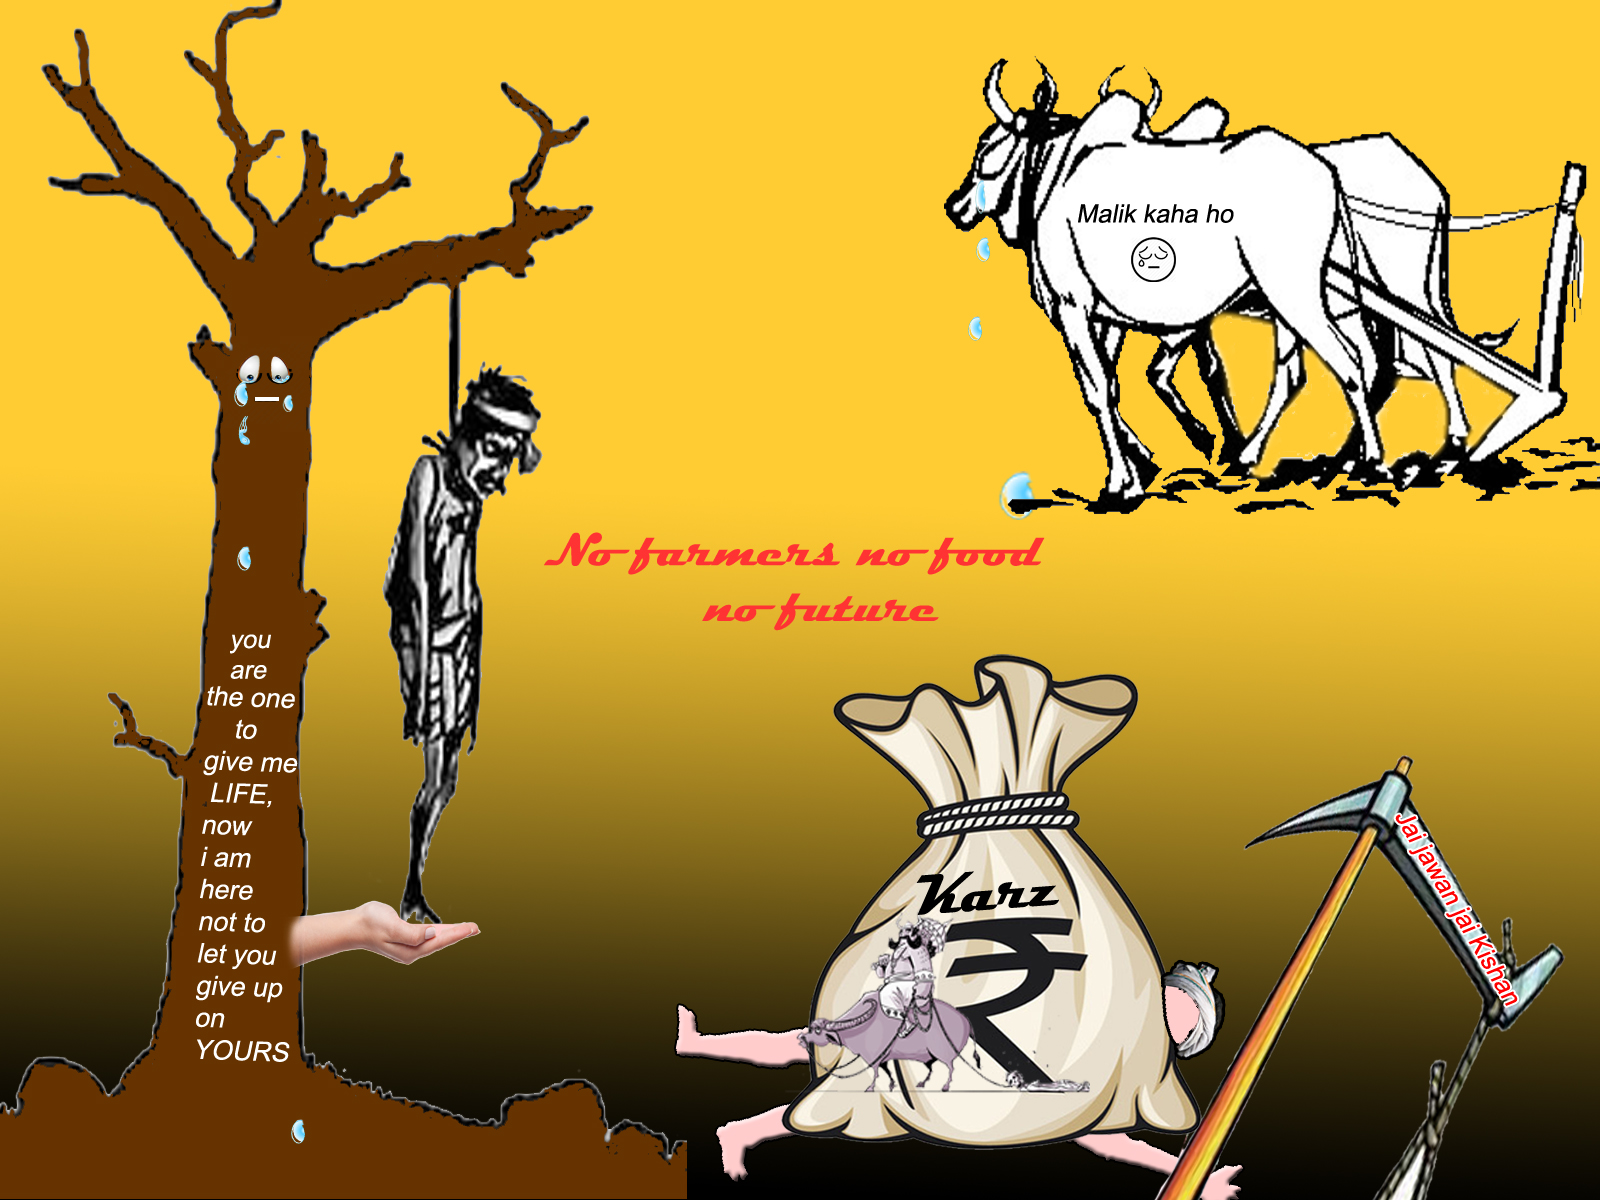 Malik kaha ho
No farmers no food
no future
you
are
the one
to
give me
LIFE,
now
i am
here
not to
let you
give up
on
YOURS
Karz
₹
Jai jawan jai Kishan